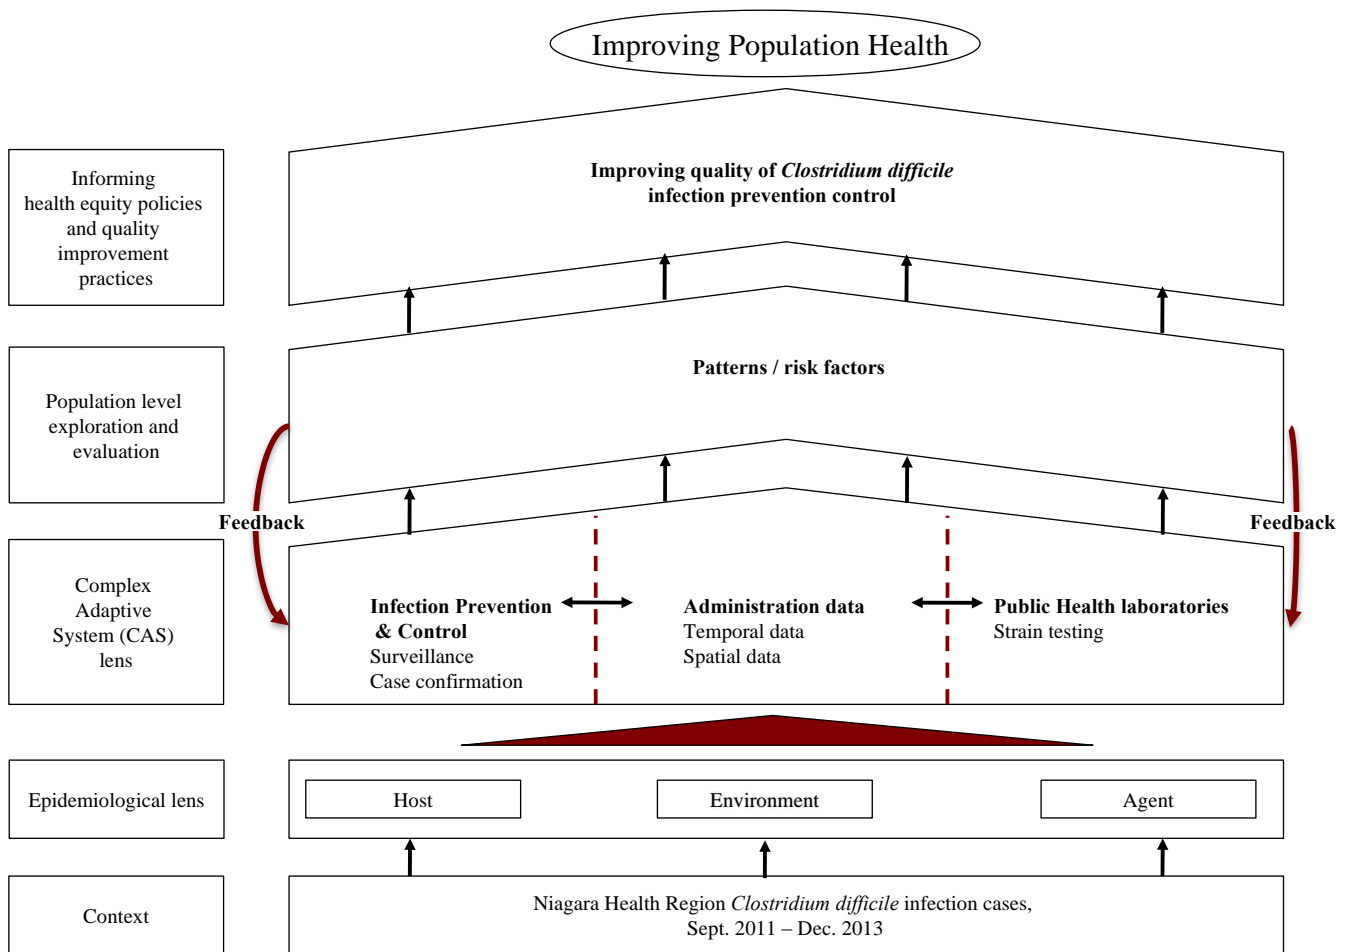 Improving Population Health
Informing
health equity policies
and quality
improvement
practices
Improving quality of Clostridium difficile
infection prevention control
Population level
exploration and
evaluation
Patterns / risk factors
Feedback
Feedback
Complex
Adaptive
System (CAS)
lens
Infection Prevention
& Control
Surveillance
Case confirmation
Administration data
Temporal data
Spatial data
Public Health laboratories
Strain testing
Epidemiological lens
Host
Environment
Agent
Context
Niagara Health Region Clostridium difficile infection cases,
Sept. 2011 – Dec. 2013